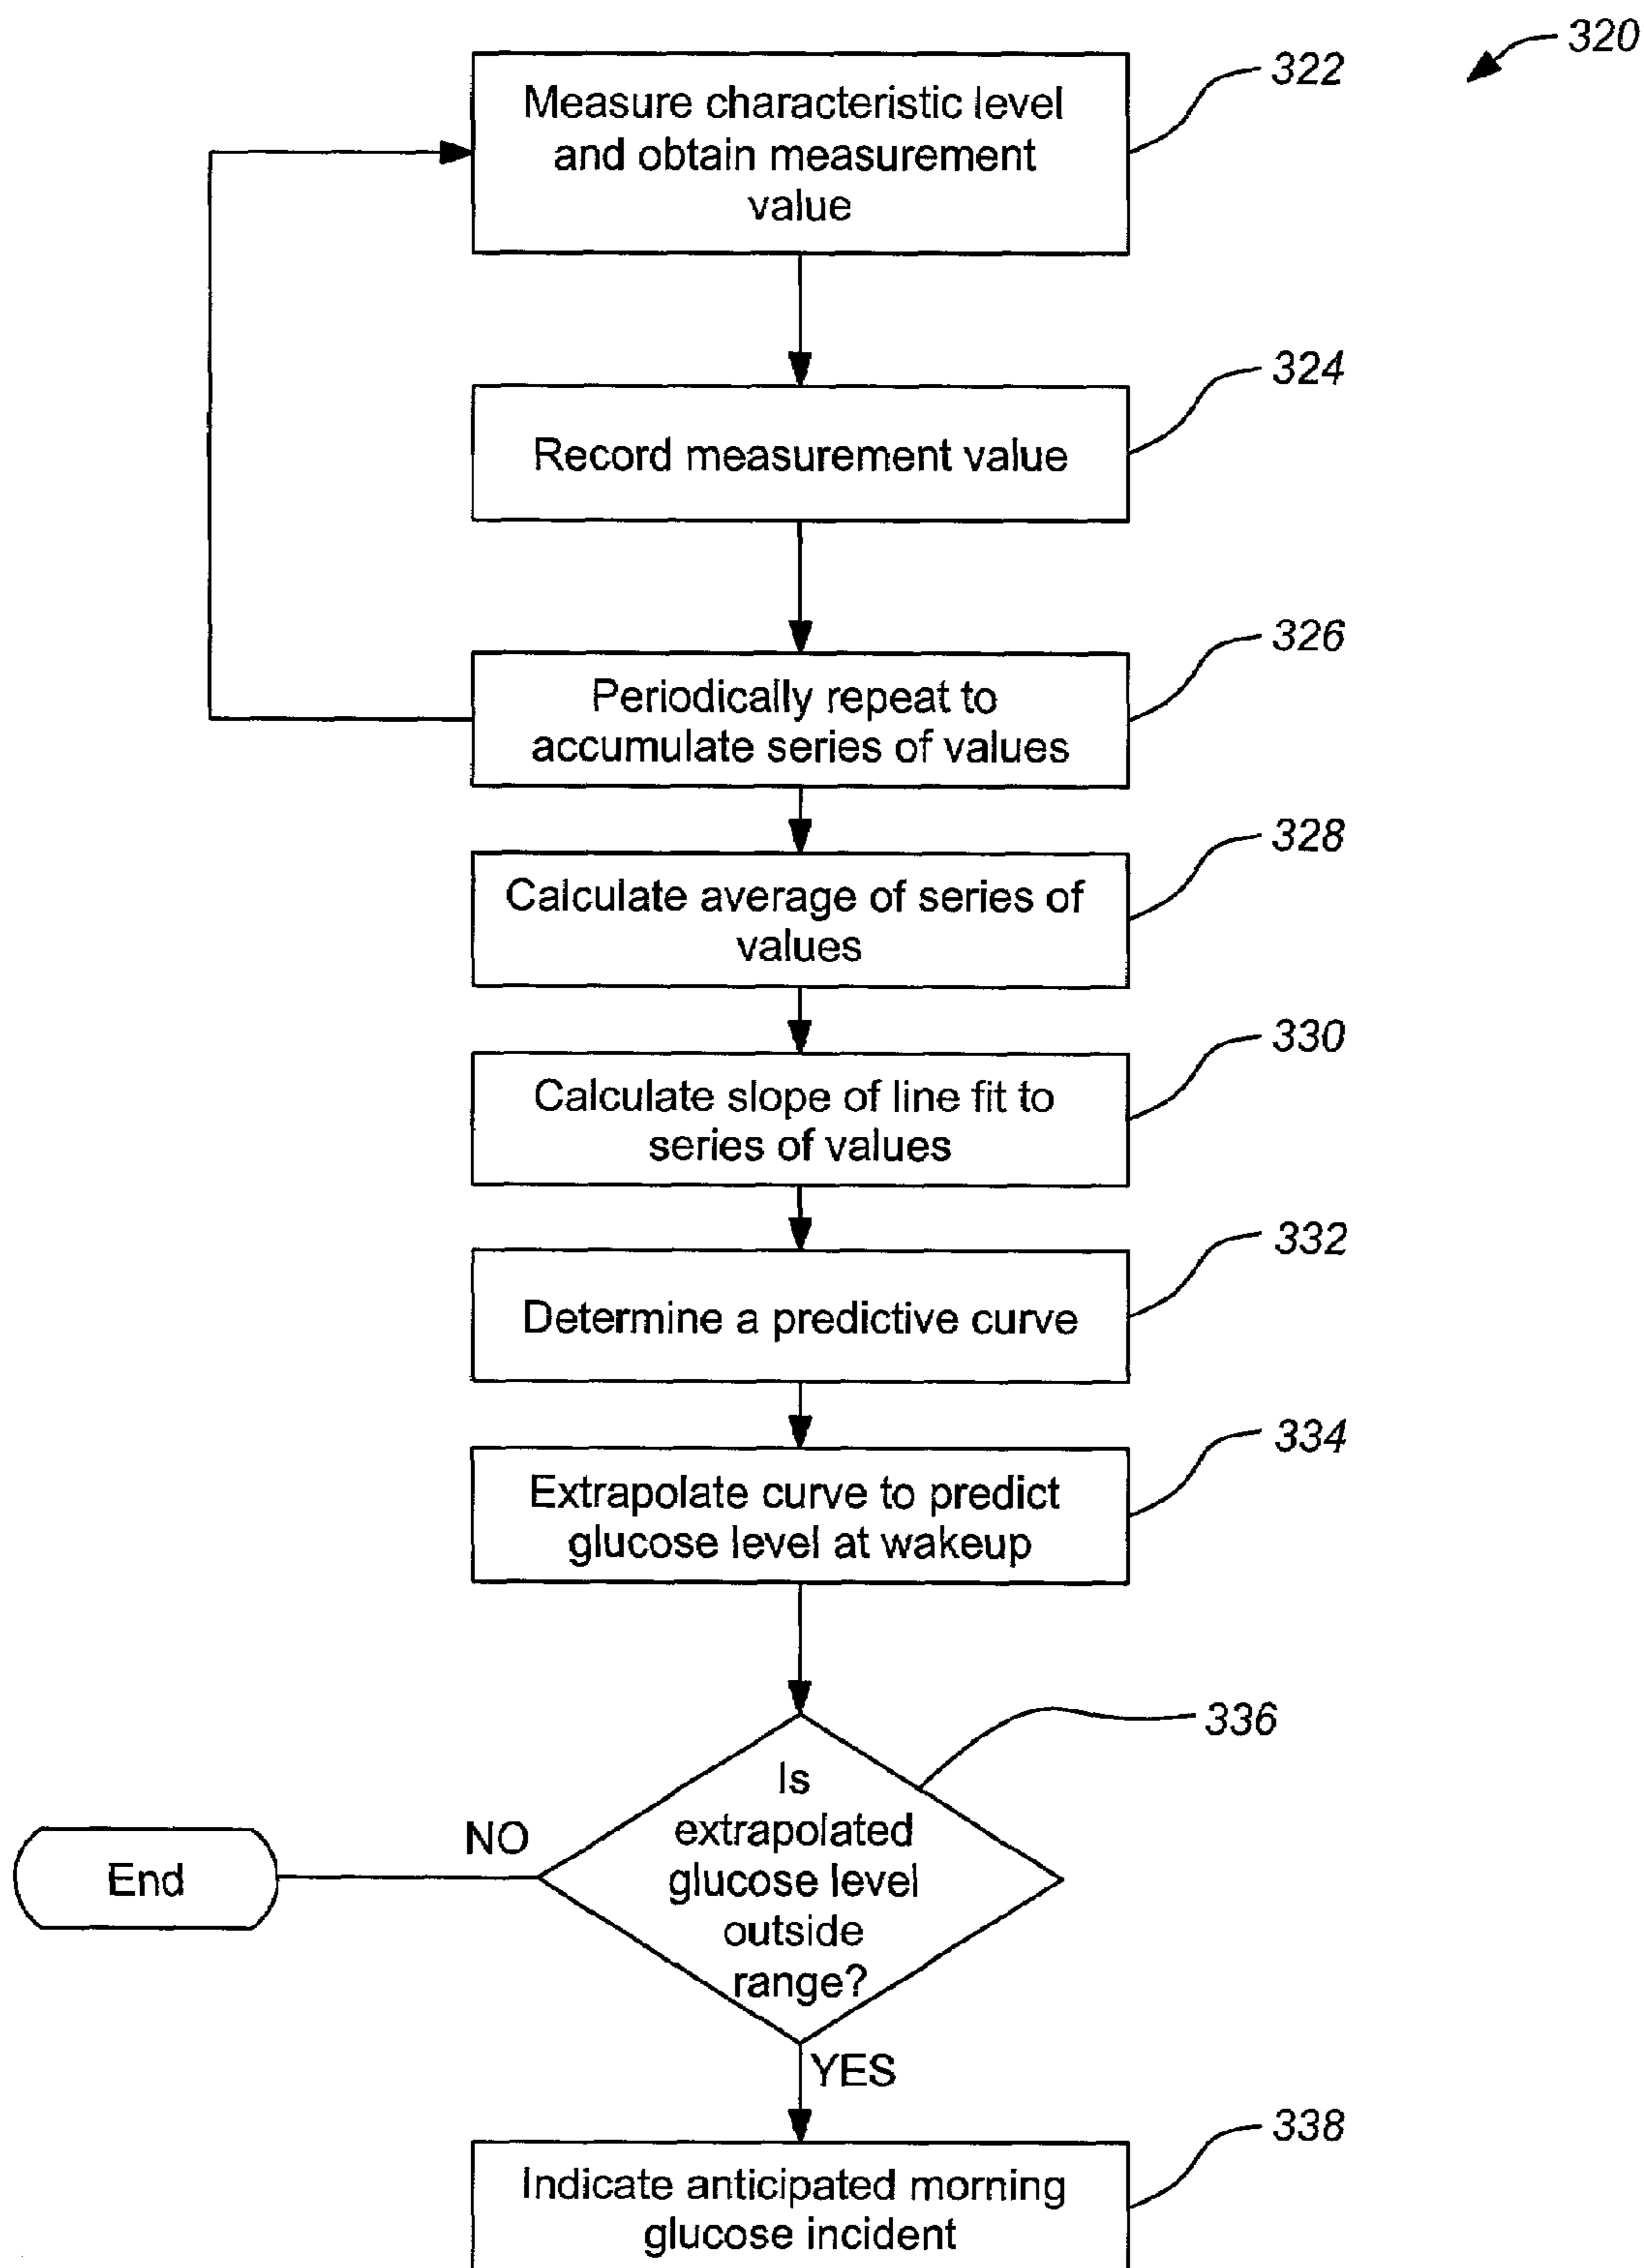 320
322
Measure characteristic level
and obtain measurement
value
324
Record measurement value
326
Periodically repeat to
accumulate series of values
328
Calculate average of series of
values
330
Calculate slope of line fit to
series of values
332
Determine a predictive curve
334
Extrapolate curve to predict
glucose level at wakeup
336
Is
extrapolated
glucose level
outside
range?
NO
End
YES
338
Indicate anticipated morning
glucose incident